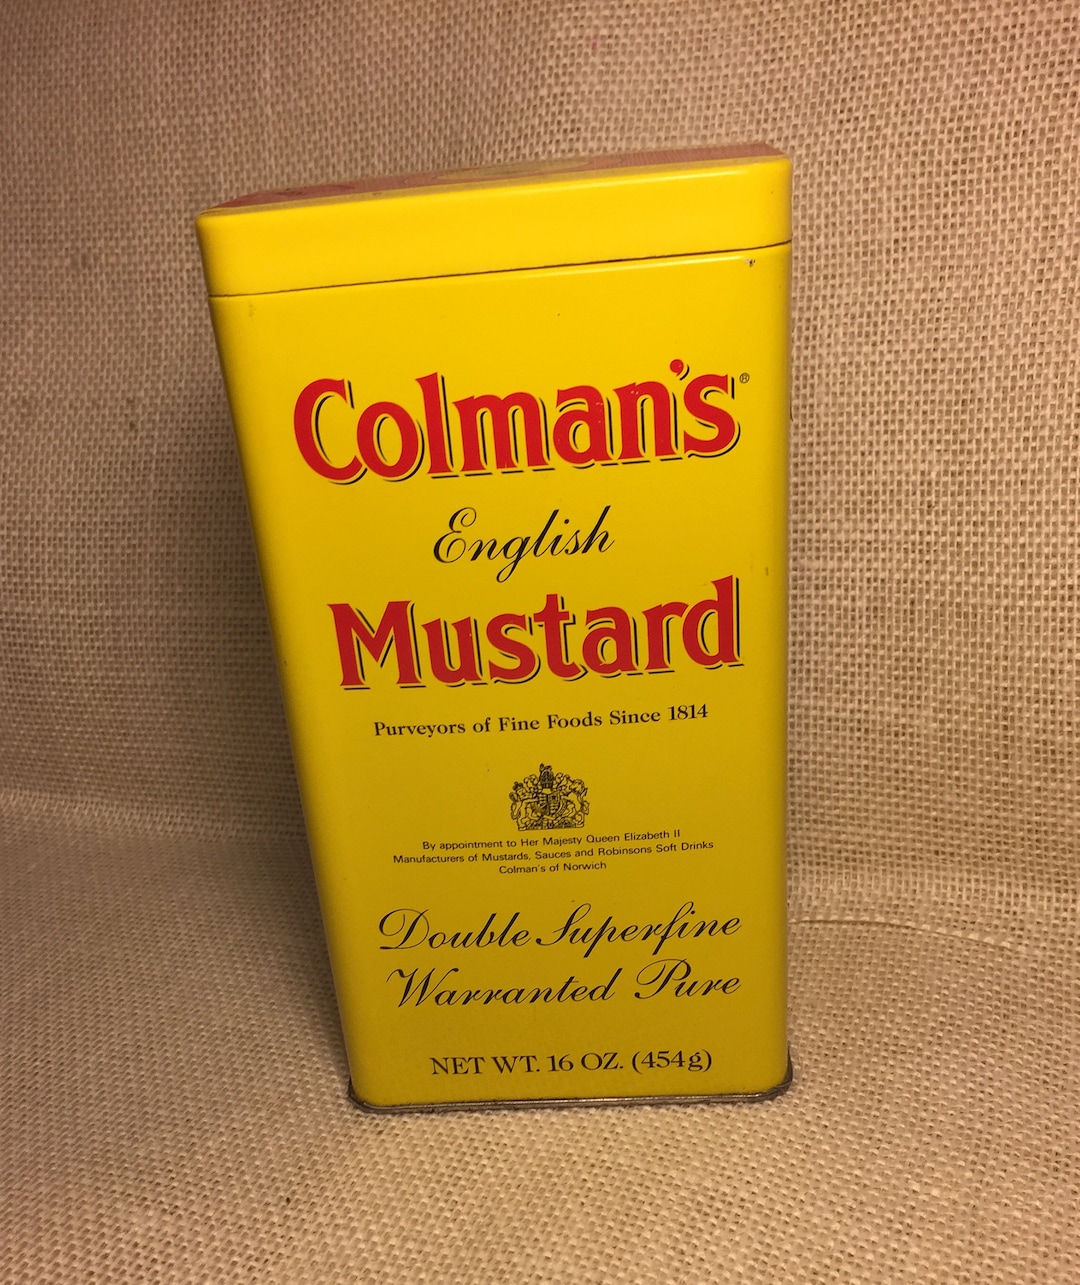 Colman's®
English
Mustard
Purveyors of Fine Foods Since 1814
By appointment to Her Majesty Queen Elizabeth II
Manufacturers of Mustards, Sauces and Robinsons Soft Drinks
Colman's of Norwich
Double Superfine
Warranted Pure
NET WT. 16 OZ. (454g)